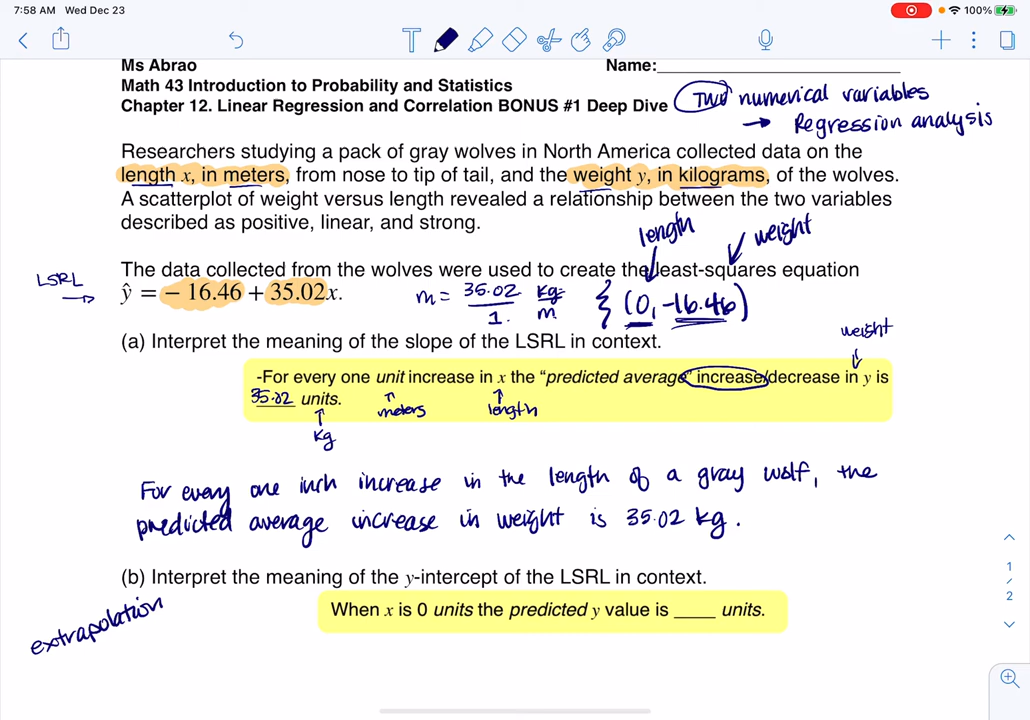 7:58 AM Wed Dec 23
100%
Ms Abrao
Name:
Math 43 Introduction to Probability and Statistics
Chapter 12. Linear Regression and Correlation BONUS #1 Deep Dive
Two numerical variables
→ Regression analysis
Researchers studying a pack of gray wolves in North America collected data on the
length x, in meters, from nose to tip of tail, and the weight y, in kilograms, of the wolves.
A scatterplot of weight versus length revealed a relationship between the two variables
described as positive, linear, and strong.
length
weight
The data collected from the wolves were used to create the least-squares equation
LSRL →
ŷ = − 16.46 + 35.02x.
m = 35.02/1 kg/m } (0, -16.46)
(a) Interpret the meaning of the slope of the LSRL in context.
weight
-For every one unit increase in x the “predicted average” increase/decrease in y is
35.02 units.
meters
length
kg
For every one inch increase in the length of a gray wolf, the
predicted average increase in weight is 35.02 kg.
(b) Interpret the meaning of the y-intercept of the LSRL in context.
When x is 0 units the predicted y value is ____ units.
extrapolation
1
/
2